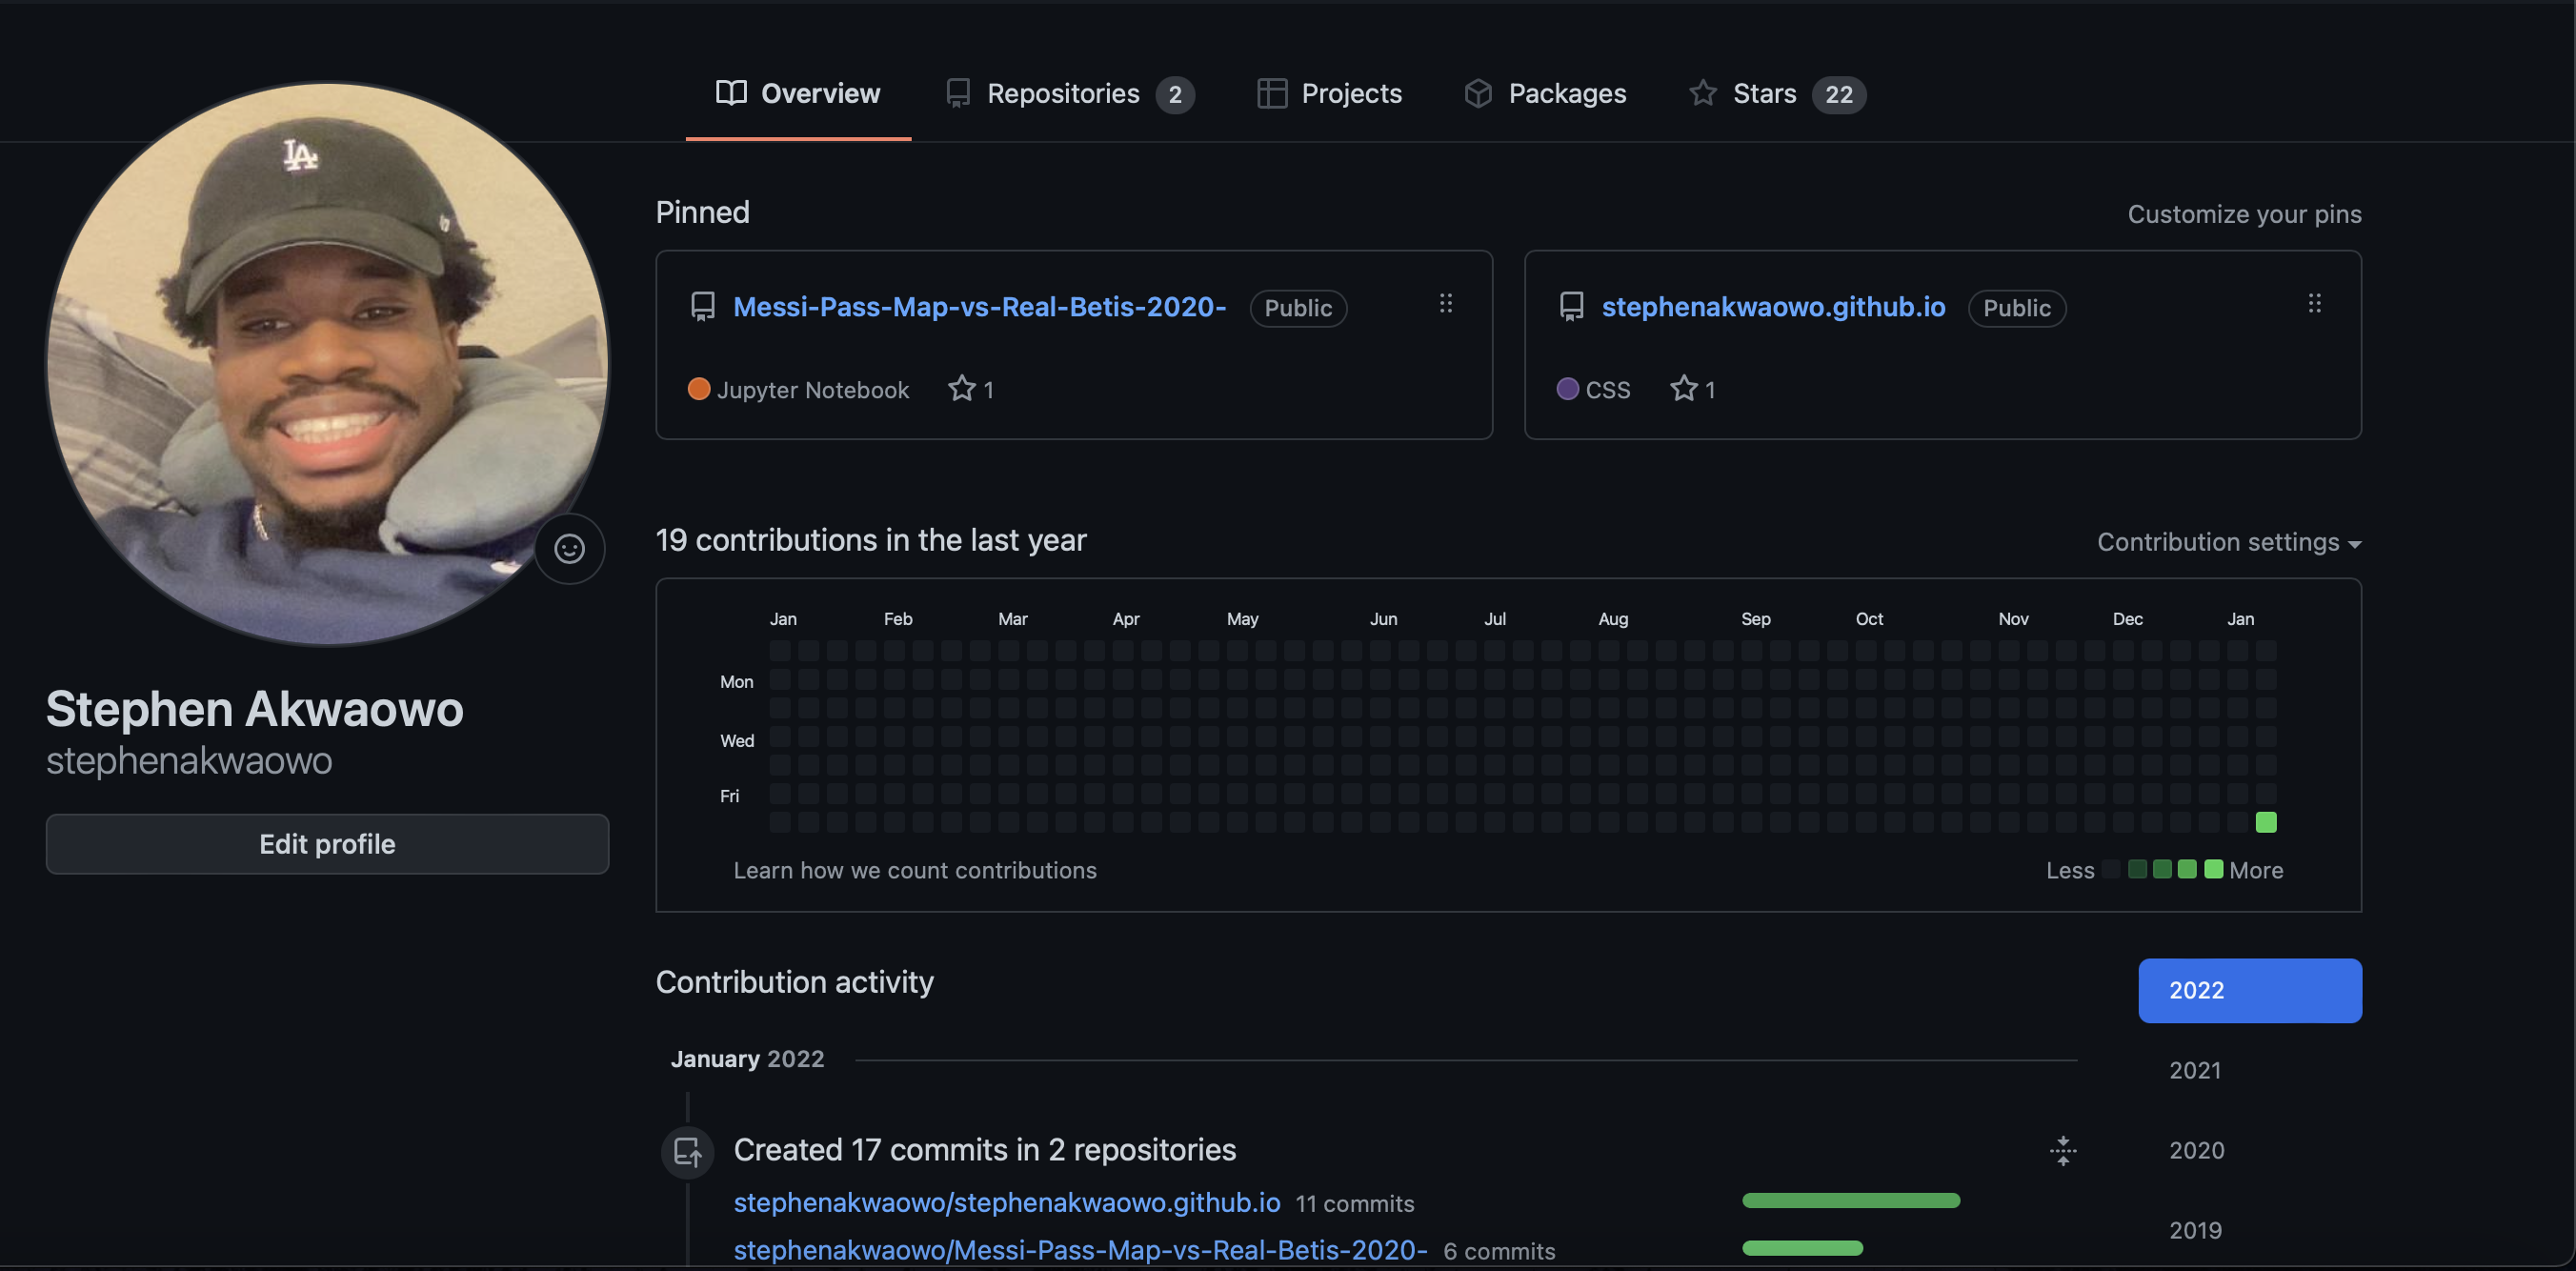 Overview Repositories 2 Projects Packages Stars 22
LA
Pinned
Customize your pins
Messi-Pass-Map-vs-Real-Betis-2020- Public
Jupyter Notebook 1
stephenakwaowo.github.io Public
CSS 1
19 contributions in the last year
Contribution settings
Jan Feb Mar Apr May Jun Jul Aug Sep Oct Nov Dec Jan
Mon
Wed
Fri
Learn how we count contributions
Less More
Stephen Akwaowo
stephenakwaowo
Edit profile
Contribution activity
2022
2021
2020
2019
January 2022
Created 17 commits in 2 repositories
stephenakwaowo/stephenakwaowo.github.io 11 commits
stephenakwaowo/Messi-Pass-Map-vs-Real-Betis-2020- 6 commits